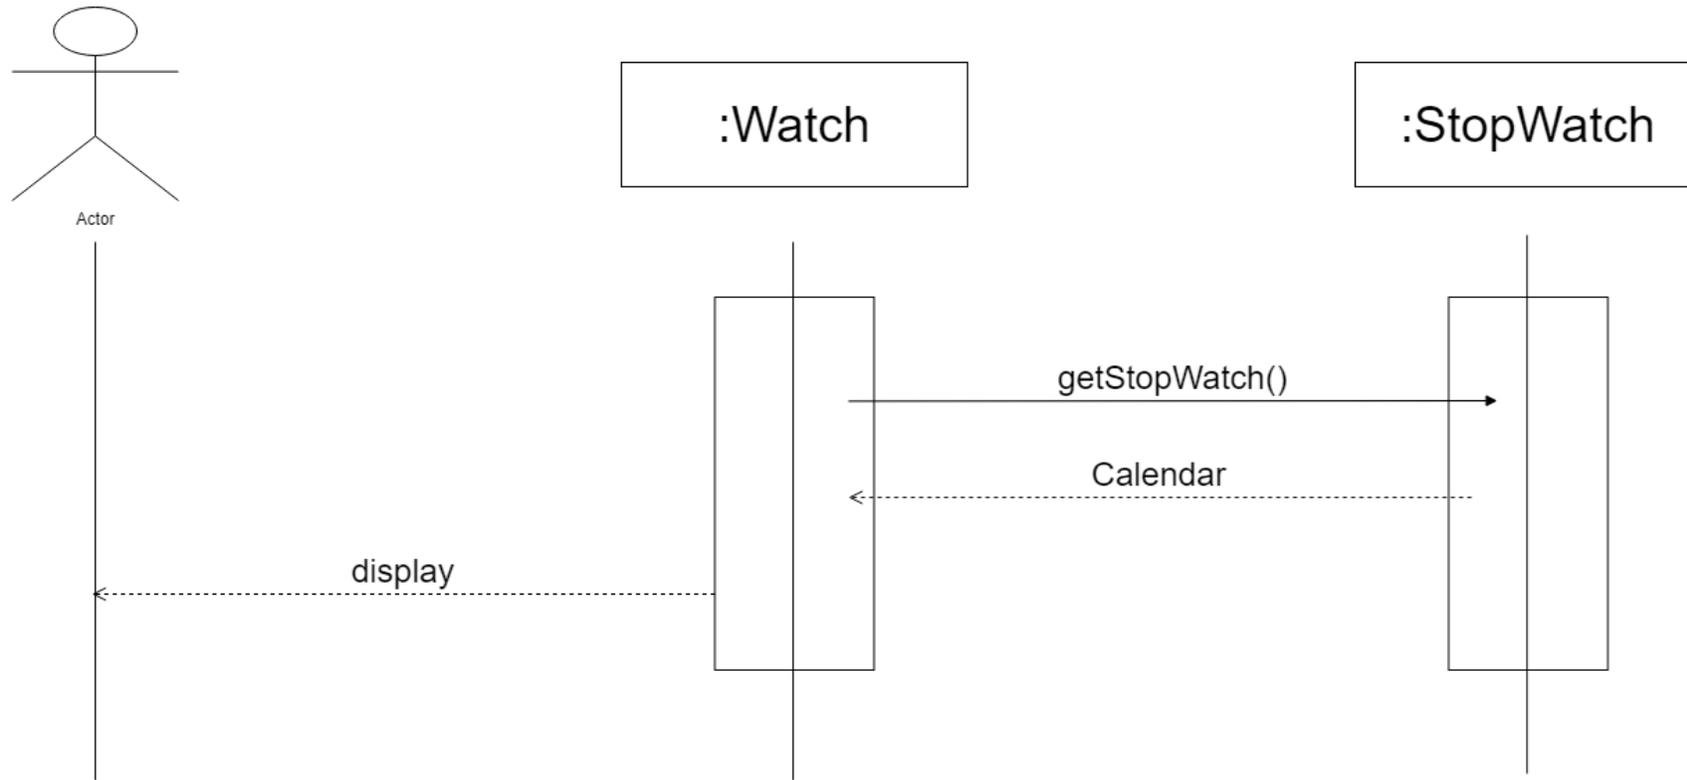 :Watch
:StopWatch
Actor
getStopWatch()
Calendar
display